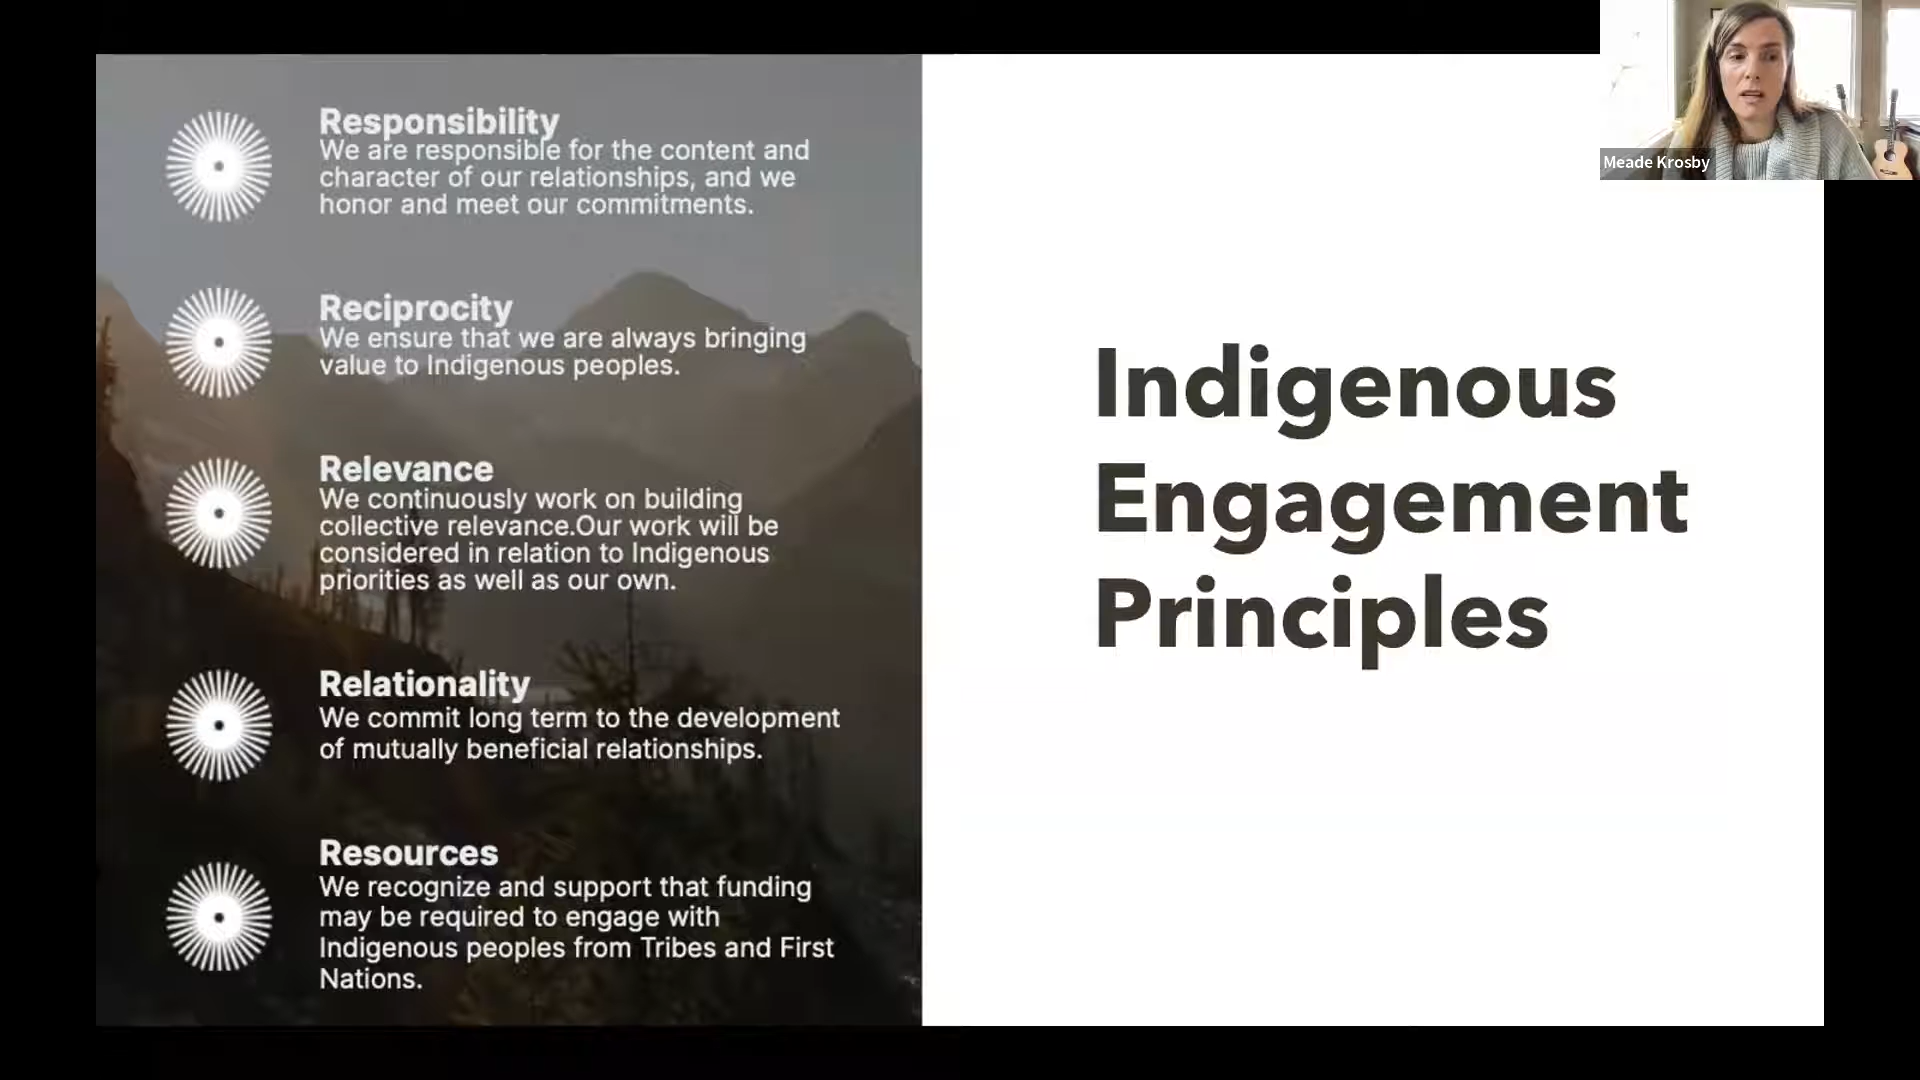 Responsibility
We are responsible for the content and
character of our relationships, and we
honor and meet our commitments.
Reciprocity
We ensure that we are always bringing
value to Indigenous peoples.
Relevance
We continuously work on building
collective relevance.Our work will be
considered in relation to Indigenous
priorities as well as our own.
Relationality
We commit long term to the development
of mutually beneficial relationships.
Resources
We recognize and support that funding
may be required to engage with
Indigenous peoples from Tribes and First
Nations.
Indigenous
Engagement
Principles
Meade Krosby